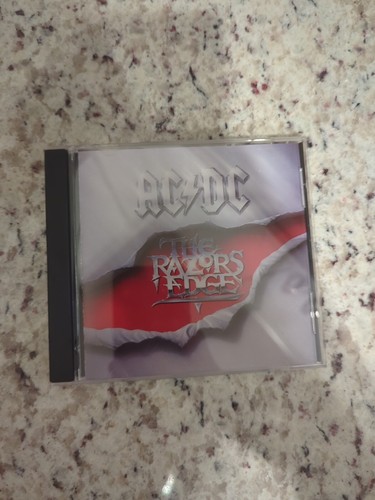 AC/DC
THE
RAZORS
EDGE